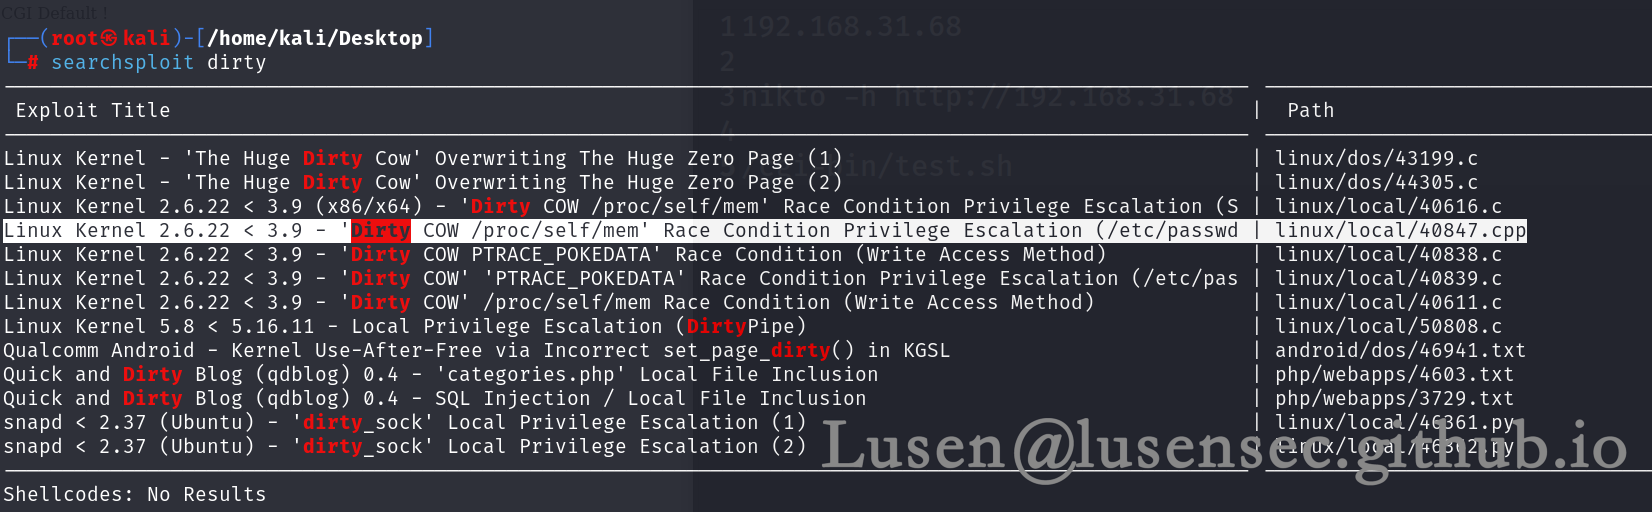 CGI Default !
┌──(root㉿kali)-[/home/kali/Desktop]
└─# searchsploit dirty
Exploit Title | Path
Linux Kernel - 'The Huge Dirty Cow' Overwriting The Huge Zero Page (1) | linux/dos/43199.c
Linux Kernel - 'The Huge Dirty Cow' Overwriting The Huge Zero Page (2) | linux/dos/44305.c
Linux Kernel 2.6.22 < 3.9 (x86/x64) - 'Dirty COW /proc/self/mem' Race Condition Privilege Escalation (S | linux/local/40616.c
Linux Kernel 2.6.22 < 3.9 - 'Dirty COW /proc/self/mem' Race Condition Privilege Escalation (/etc/passwd | linux/local/40847.cpp
Linux Kernel 2.6.22 < 3.9 - 'Dirty COW PTRACE_POKEDATA' Race Condition (Write Access Method) | linux/local/40838.c
Linux Kernel 2.6.22 < 3.9 - 'Dirty COW' 'PTRACE_POKEDATA' Race Condition Privilege Escalation (/etc/pas | linux/local/40839.c
Linux Kernel 2.6.22 < 3.9 - 'Dirty COW' /proc/self/mem Race Condition (Write Access Method) | linux/local/40611.c
Linux Kernel 5.8 < 5.16.11 - Local Privilege Escalation (DirtyPipe) | linux/local/50808.c
Qualcomm Android - Kernel Use-After-Free via Incorrect set_page_dirty() in KGSL | android/dos/46941.txt
Quick and Dirty Blog (qdblog) 0.4 - 'categories.php' Local File Inclusion | php/webapps/4603.txt
Quick and Dirty Blog (qdblog) 0.4 - SQL Injection / Local File Inclusion | php/webapps/3729.txt
snapd < 2.37 (Ubuntu) - 'dirty_sock' Local Privilege Escalation (1) | linux/local/46361.py
snapd < 2.37 (Ubuntu) - 'dirty_sock' Local Privilege Escalation (2) | linux/local/46362.py
Shellcodes: No Results
1 192.168.31.68
2
3 nikto -h http://192.168.31.68
4
Lusen@lusensec.github.io